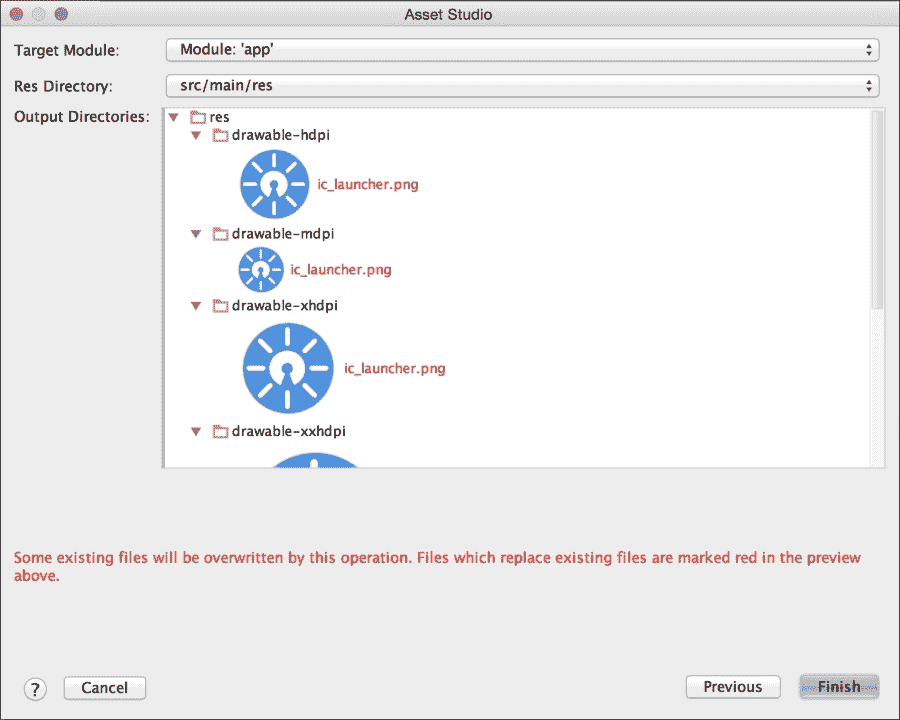 Asset Studio
Target Module: Module: 'app'
Res Directory: src/main/res
Output Directories: res
drawable-hdpi
ic_launcher.png
drawable-mdpi
ic_launcher.png
drawable-xhdpi
ic_launcher.png
drawable-xxhdpi
Some existing files will be overwritten by this operation. Files which replace existing files are marked red in the preview
above.
? Cancel Previous Finish